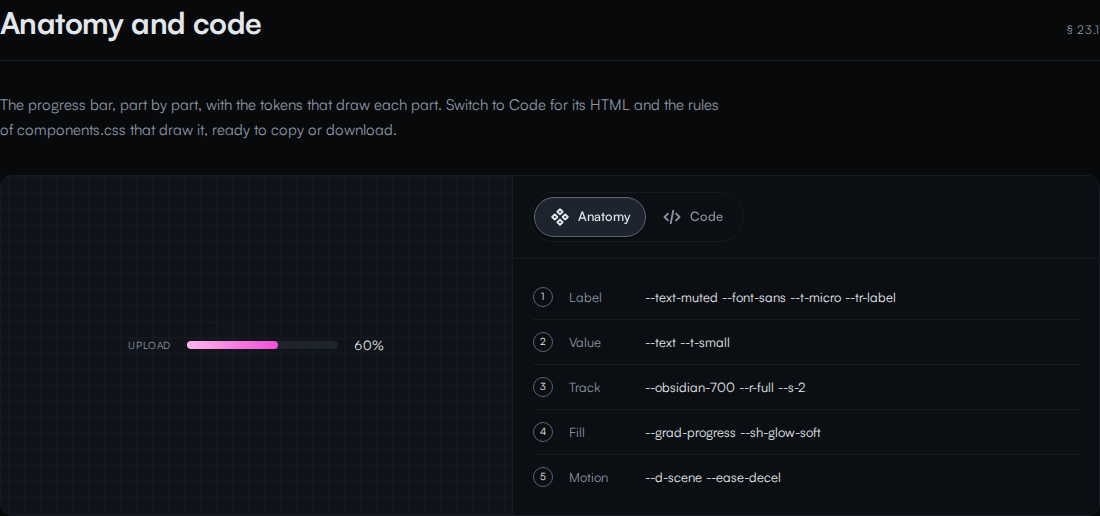 Anatomy and code
§ 23.1
The progress bar, part by part, with the tokens that draw each part. Switch to Code for its HTML and the rules
of components.css that draw it, ready to copy or download.
Anatomy
Code
UPLOAD
60%
1 Label --text-muted --font-sans --t-micro --tr-label
2 Value --text --t-small
3 Track --obsidian-700 --r-full --s-2
4 Fill --grad-progress --sh-glow-soft
5 Motion --d-scene --ease-decel